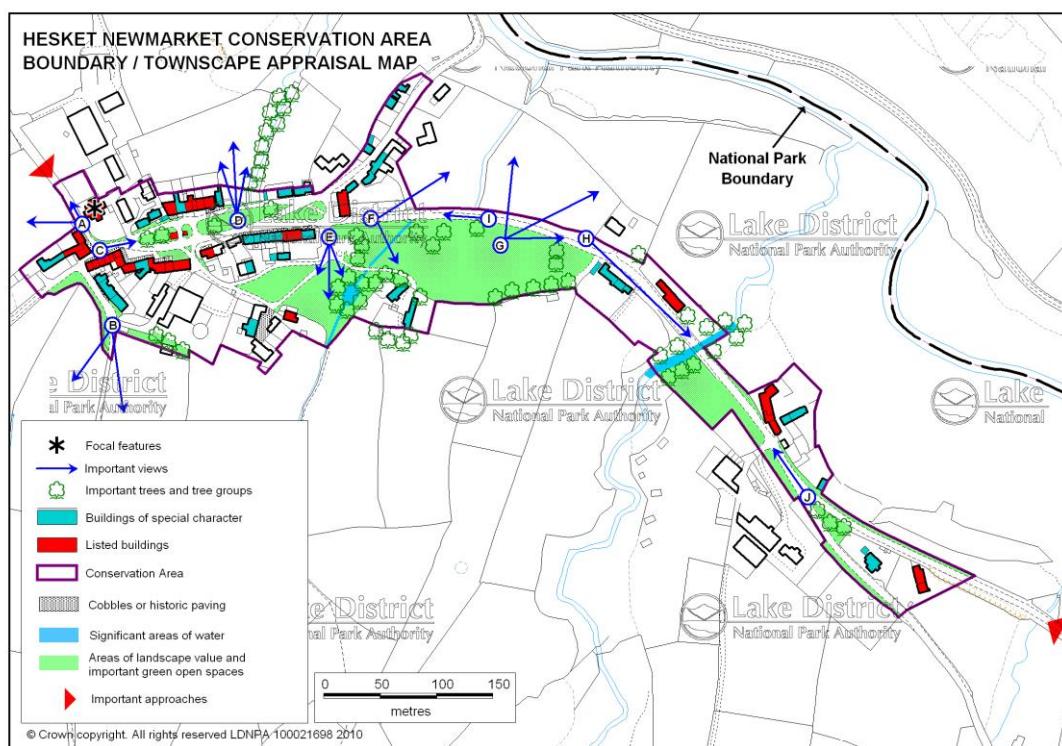 HESKET NEWMARKET CONSERVATION AREA
BOUNDARY / TOWNSCAPE APPRAISAL MAP
National
National
National Park
Boundary
Lake District
National Park Authority
Lake District
A
B
C
D
E
F
G
H
I
J
Lake District
National Park Authority
Lake District
National Park Authority
Lake
National
Focal features
Important views
Important trees and tree groups
Buildings of special character
Listed buildings
Conservation Area
Cobbles or historic paving
Significant areas of water
Areas of landscape value and
important green open spaces
Important approaches
Lake District
National Park Authority
Lake District
National Park Authority
0 50 100 150
metres
© Crown copyright. All rights reserved LDNPA 100021698 2010